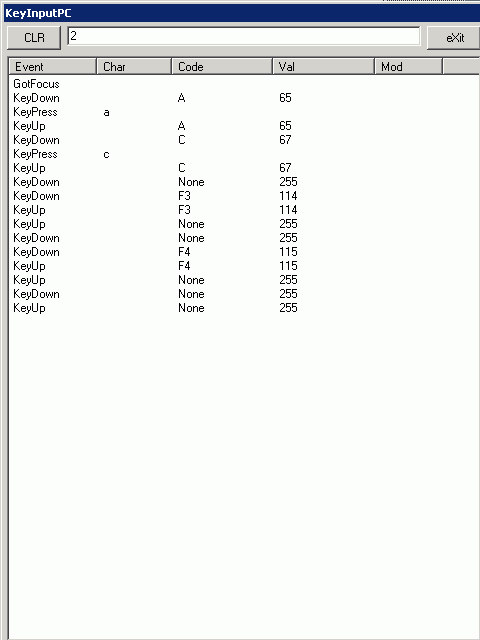 KeyInputPC
CLR 2 eXit
Event Char Code Val Mod
GotFocus
KeyDown A 65
KeyPress a
KeyUp A 65
KeyDown C 67
KeyPress c
KeyUp C 67
KeyDown None 255
KeyDown F3 114
KeyUp F3 114
KeyUp None 255
KeyDown None 255
KeyDown F4 115
KeyUp F4 115
KeyUp None 255
KeyDown None 255
KeyUp None 255